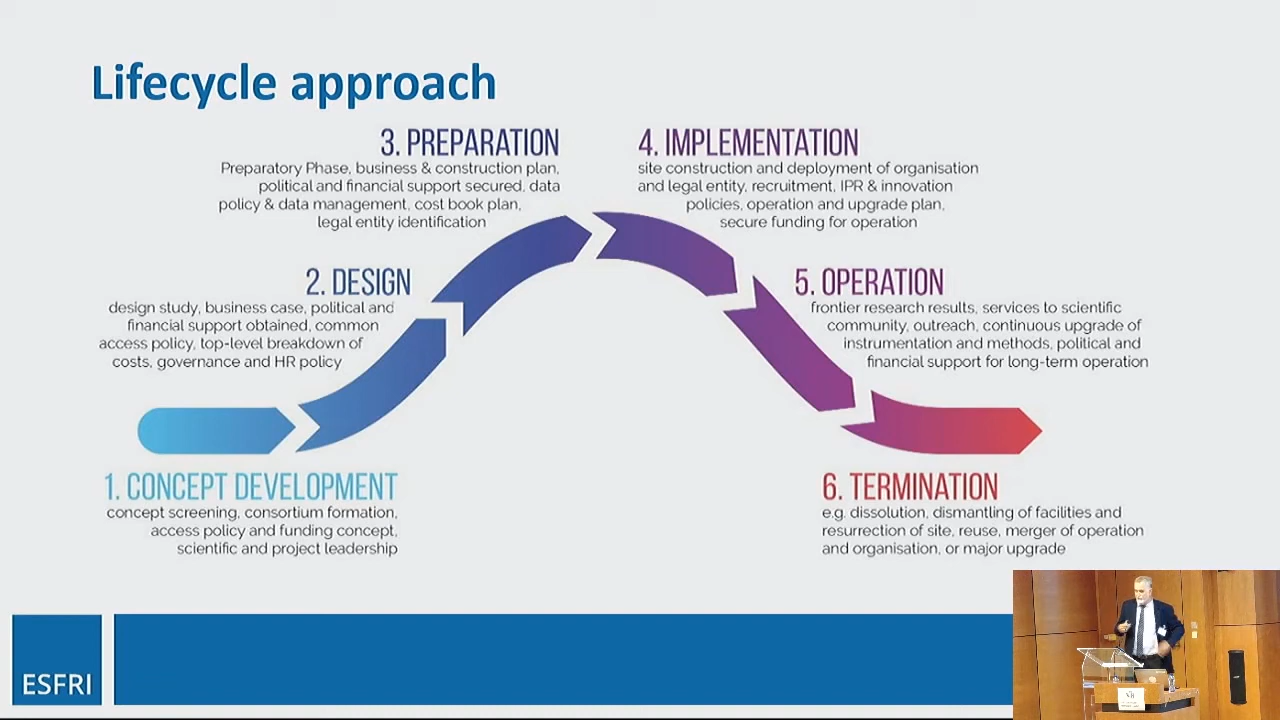 Lifecycle approach
3. PREPARATION
Preparatory Phase, business & construction plan,
political and financial support secured, data
policy & data management, cost book plan,
legal entity identification
4. IMPLEMENTATION
site construction and deployment of organisation
and legal entity, recruitment, IPR & innovation
policies, operation and upgrade plan,
secure funding for operation
2. DESIGN
design study, business case, political and
financial support obtained, common
access policy, top-level breakdown of
costs, governance and HR policy
5. OPERATION
frontier research results, services to scientific
community, outreach, continuous upgrade of
instrumentation and methods, political and
financial support for long-term operation
1. CONCEPT DEVELOPMENT
concept screening, consortium formation,
access policy and funding concept,
scientific and project leadership
6. TERMINATION
e.g. dissolution, dismantling of facilities and
resurrection of site, reuse, merger of operation
and organisation, or major upgrade
ESFRI